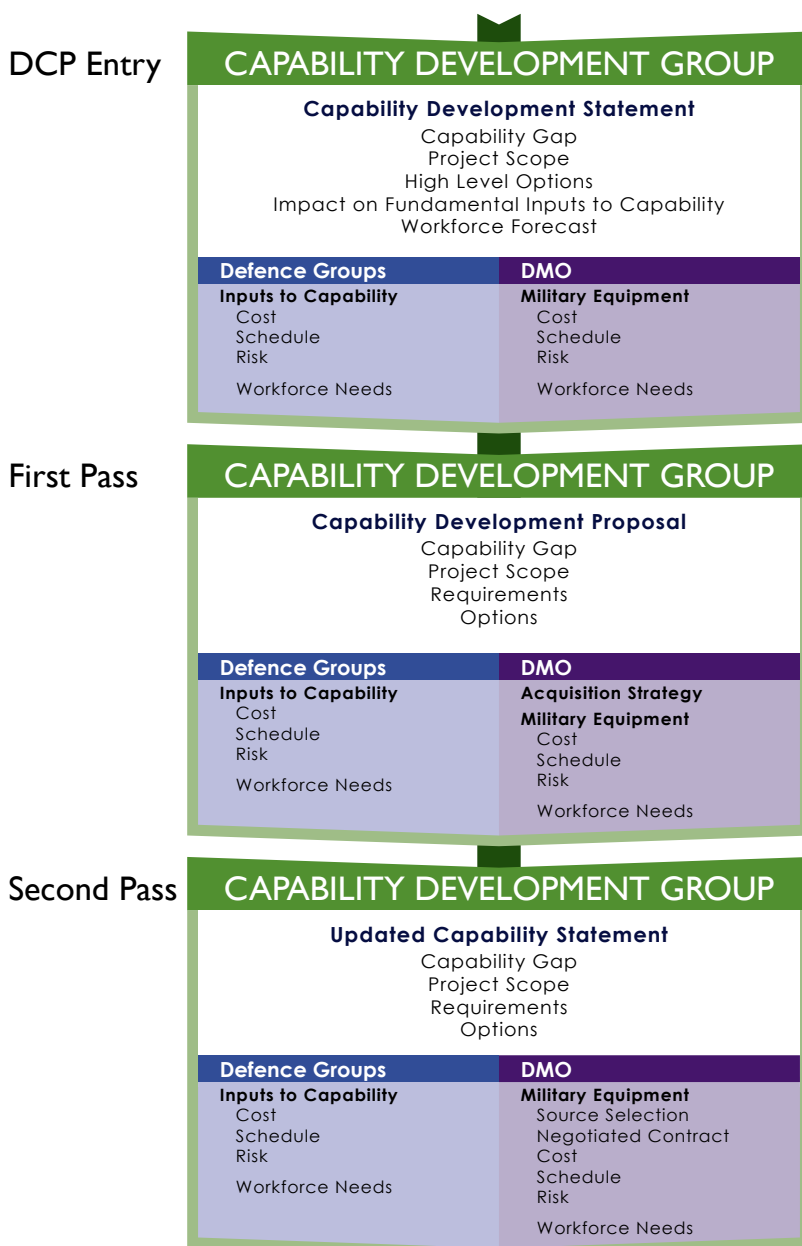 DCP Entry
CAPABILITY DEVELOPMENT GROUP
Capability Development Statement
Capability Gap
Project Scope
High Level Options
Impact on Fundamental Inputs to Capability
Workforce Forecast
Defence Groups
Inputs to Capability
Cost
Schedule
Risk
Workforce Needs
DMO
Military Equipment
Cost
Schedule
Risk
Workforce Needs
First Pass
CAPABILITY DEVELOPMENT GROUP
Capability Development Proposal
Capability Gap
Project Scope
Requirements
Options
Defence Groups
Inputs to Capability
Cost
Schedule
Risk
Workforce Needs
DMO
Acquisition Strategy
Military Equipment
Cost
Schedule
Risk
Workforce Needs
Second Pass
CAPABILITY DEVELOPMENT GROUP
Updated Capability Statement
Capability Gap
Project Scope
Requirements
Options
Defence Groups
Inputs to Capability
Cost
Schedule
Risk
Workforce Needs
DMO
Military Equipment
Source Selection
Negotiated Contract
Cost
Schedule
Risk
Workforce Needs